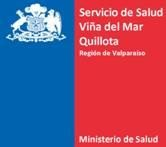 Servicio de Salud
Viña del Mar
Quillota
Región de Valparaíso
Ministerio de Salud